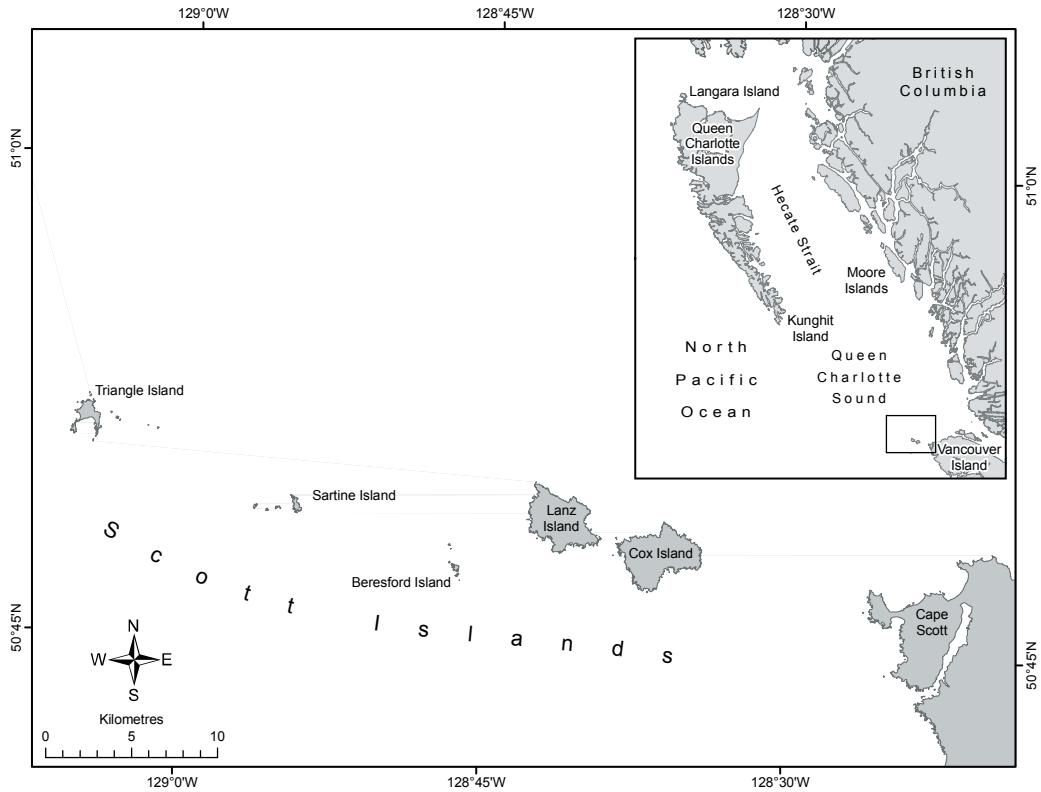 129°0'W
128°45'W
128°30'W
51°0'N
51°0'N
British
Columbia
Langara Island
Queen
Charlotte
Islands
Hecate Strait
Moore
Islands
Kunghit
Island
North
Pacific
Ocean
Queen
Charlotte
Sound
Vancouver
Island
Triangle Island
Sartine Island
Lanz
Island
Cox Island
Beresford Island
Scott Islands
Cape
Scott
50°45'N
50°45'N
N
W E
S
Kilometres
0 5 10
129°0'W
128°45'W
128°30'W